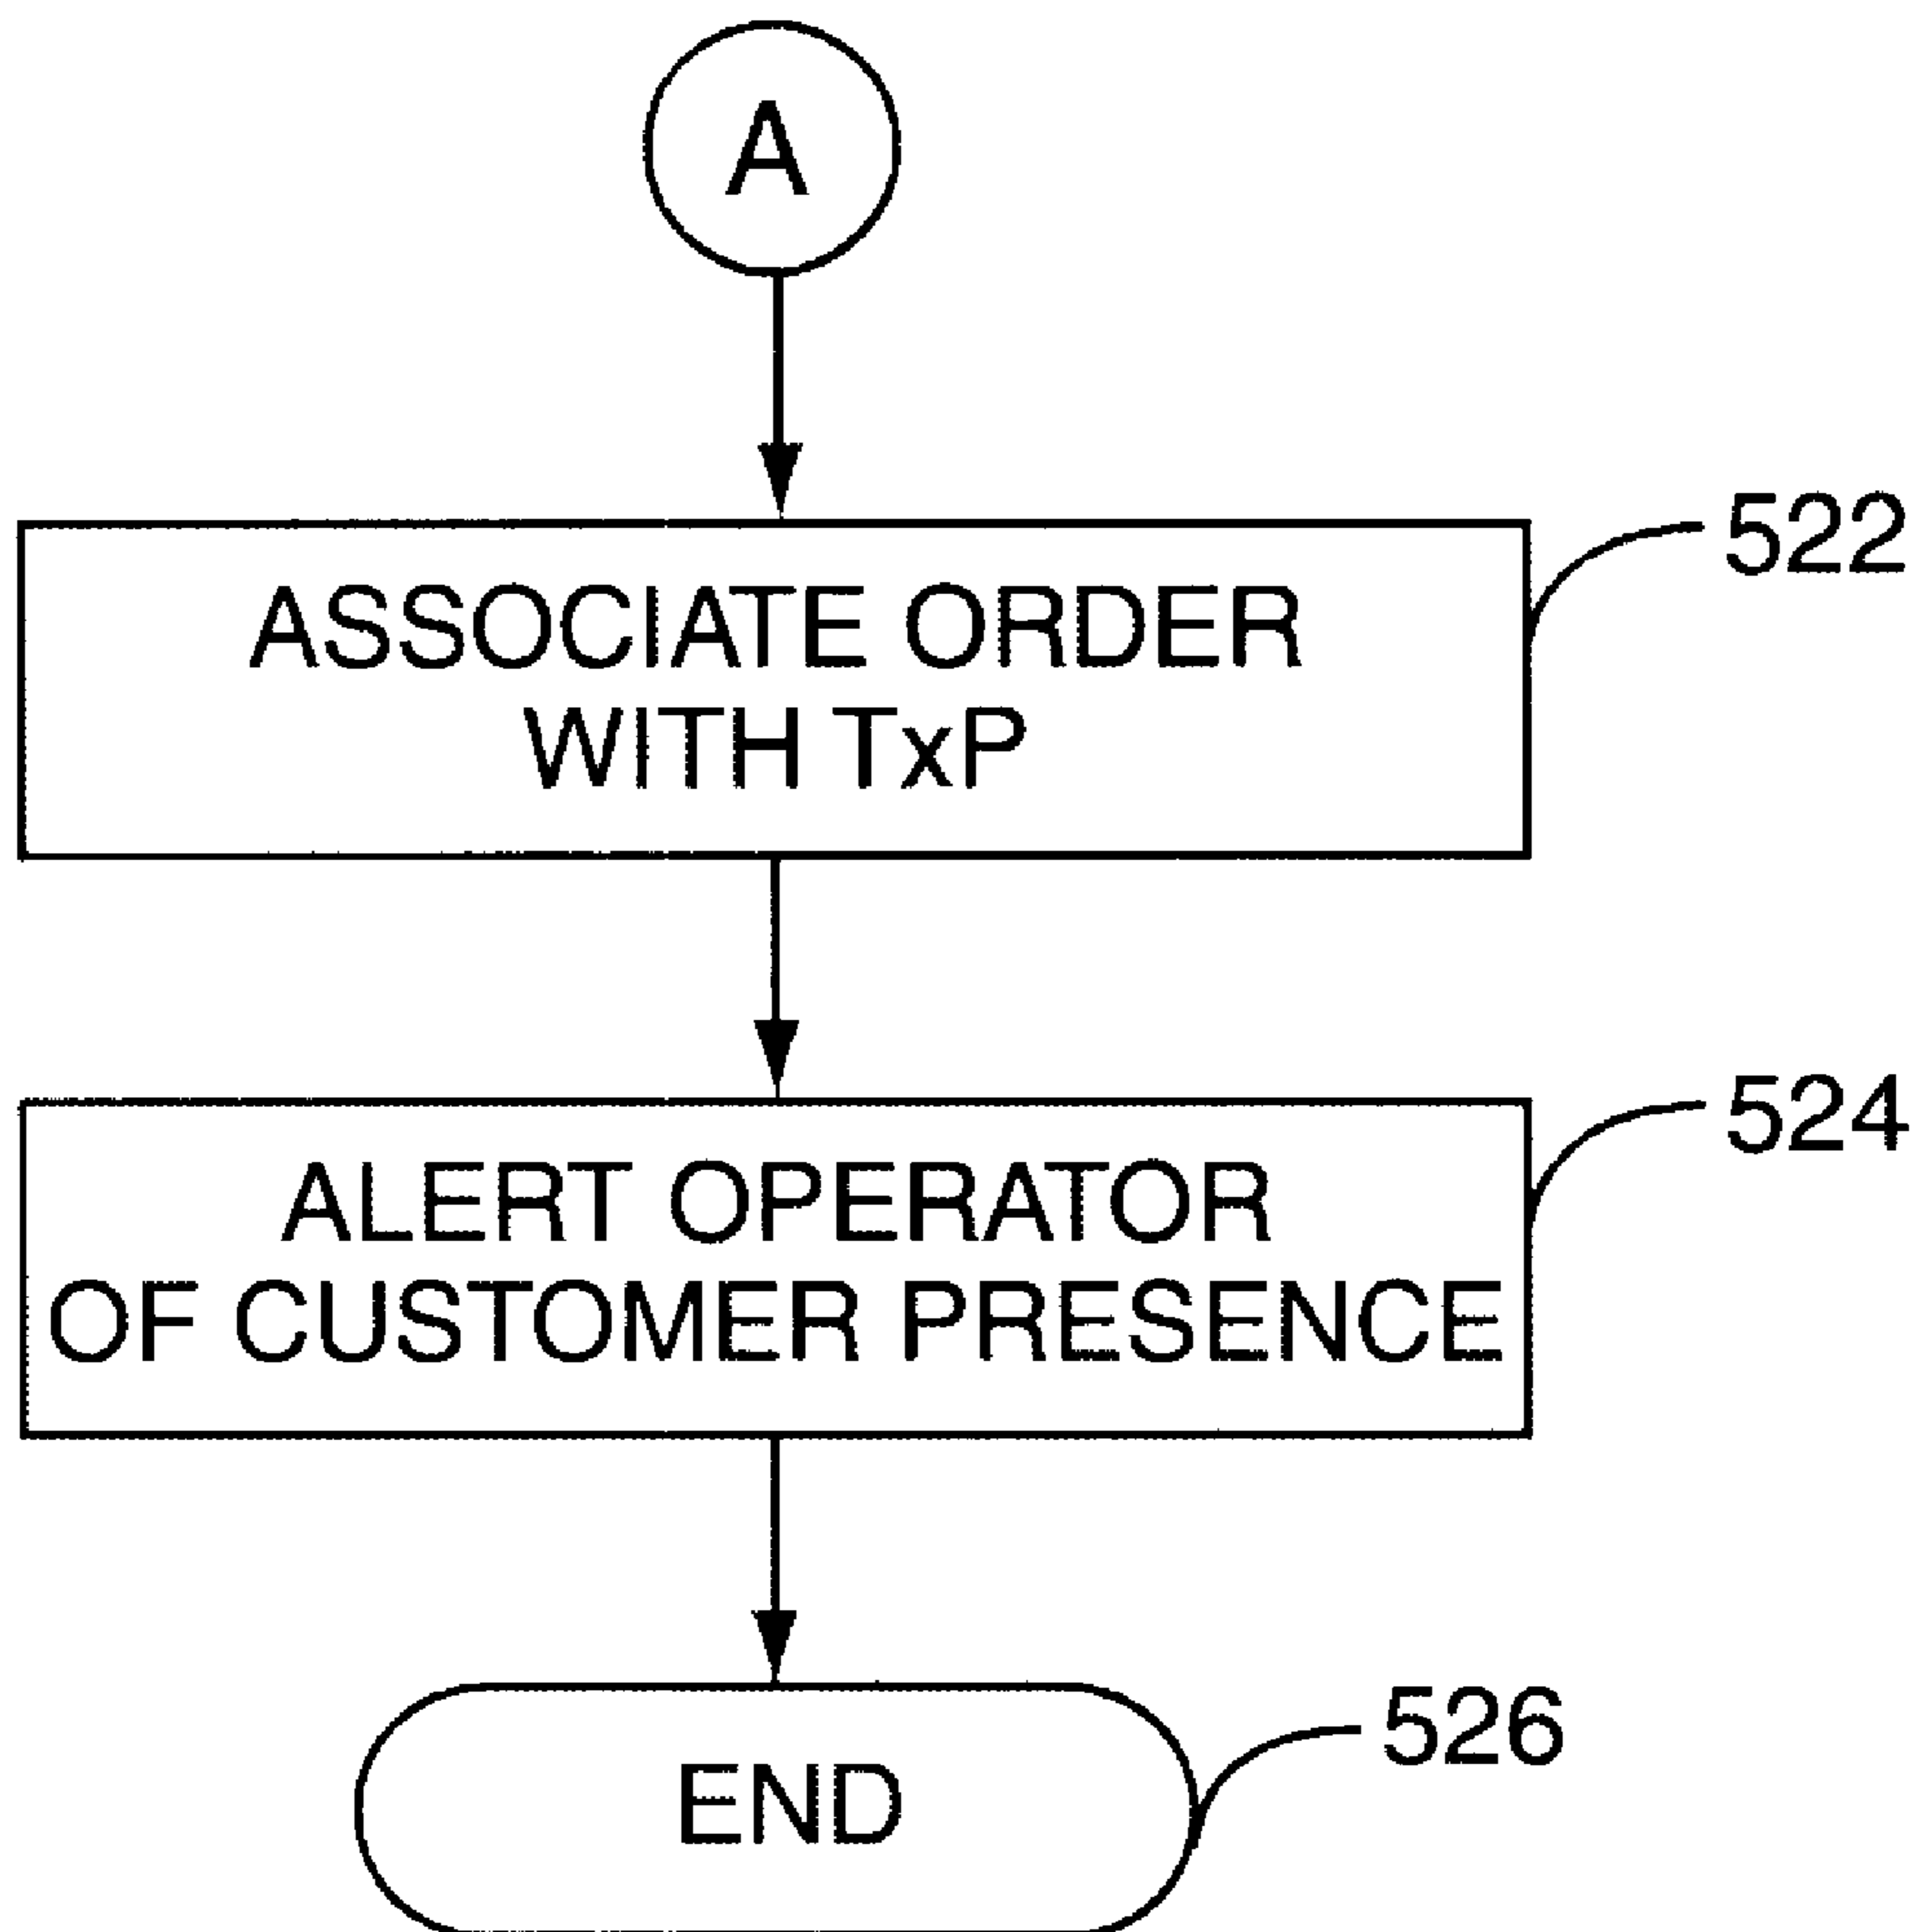 A
522
ASSOCIATE ORDER
WITH TxP
524
ALERT OPERATOR
OF CUSTOMER PRESENCE
526
END